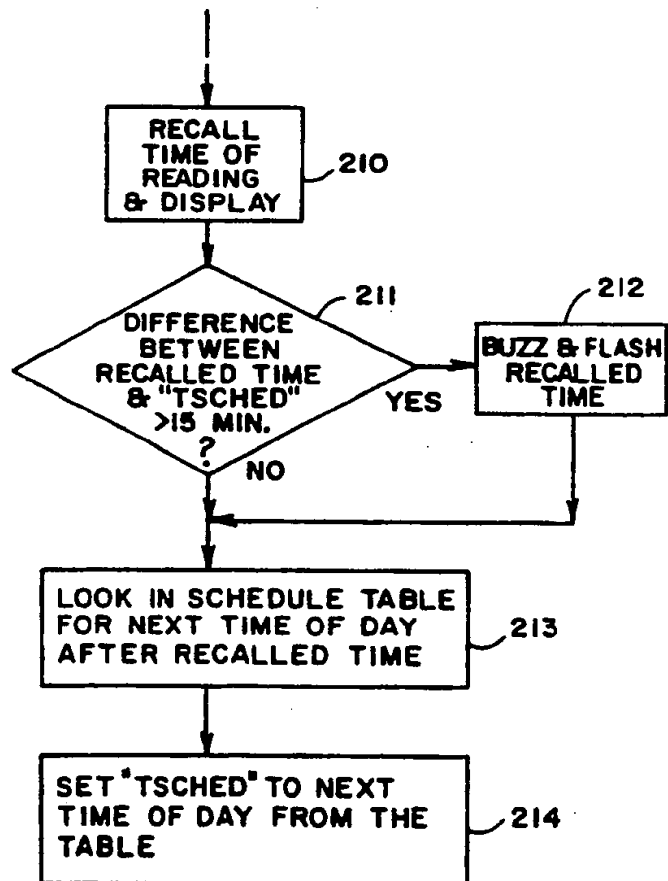 RECALL
TIME OF
READING
& DISPLAY
210
211
DIFFERENCE
BETWEEN
RECALLED TIME
& "TSCHED"
>15 MIN.
?
YES
NO
212
BUZZ & FLASH
RECALLED
TIME
LOOK IN SCHEDULE TABLE
FOR NEXT TIME OF DAY
AFTER RECALLED TIME
213
SET "TSCHED" TO NEXT
TIME OF DAY FROM THE
TABLE
214